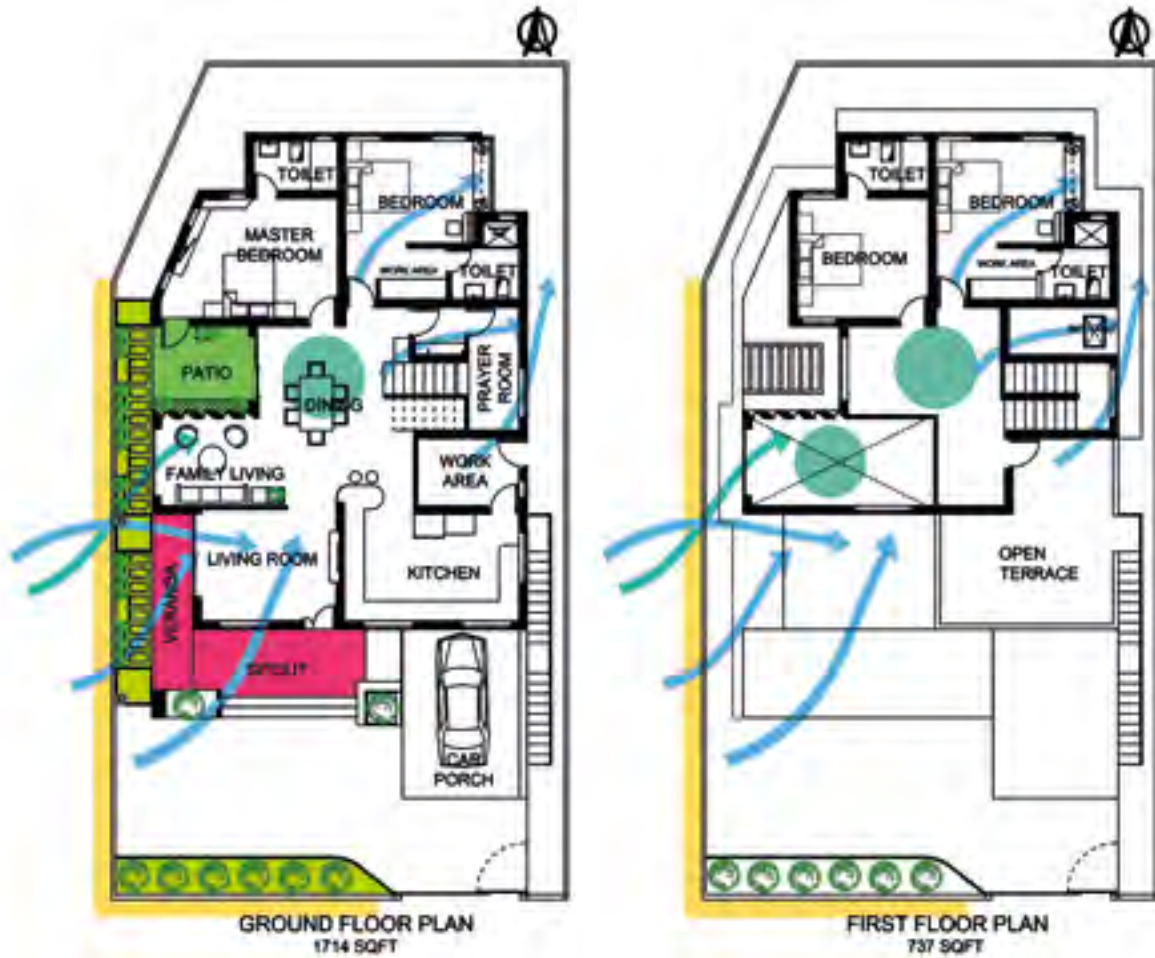 TOILET
BEDROOM
MASTER
BEDROOM
WORK AREA
TOILET
PATIO
DINING
PRAYER
ROOM
FAMILY LIVING
WORK
AREA
LIVING ROOM
KITCHEN
VERANDA
SITOUT
CAR
PORCH
GROUND FLOOR PLAN
1714 SQFT
TOILET
BEDROOM
BEDROOM
WORK AREA
TOILET
OPEN
TERRACE
FIRST FLOOR PLAN
737 SQFT